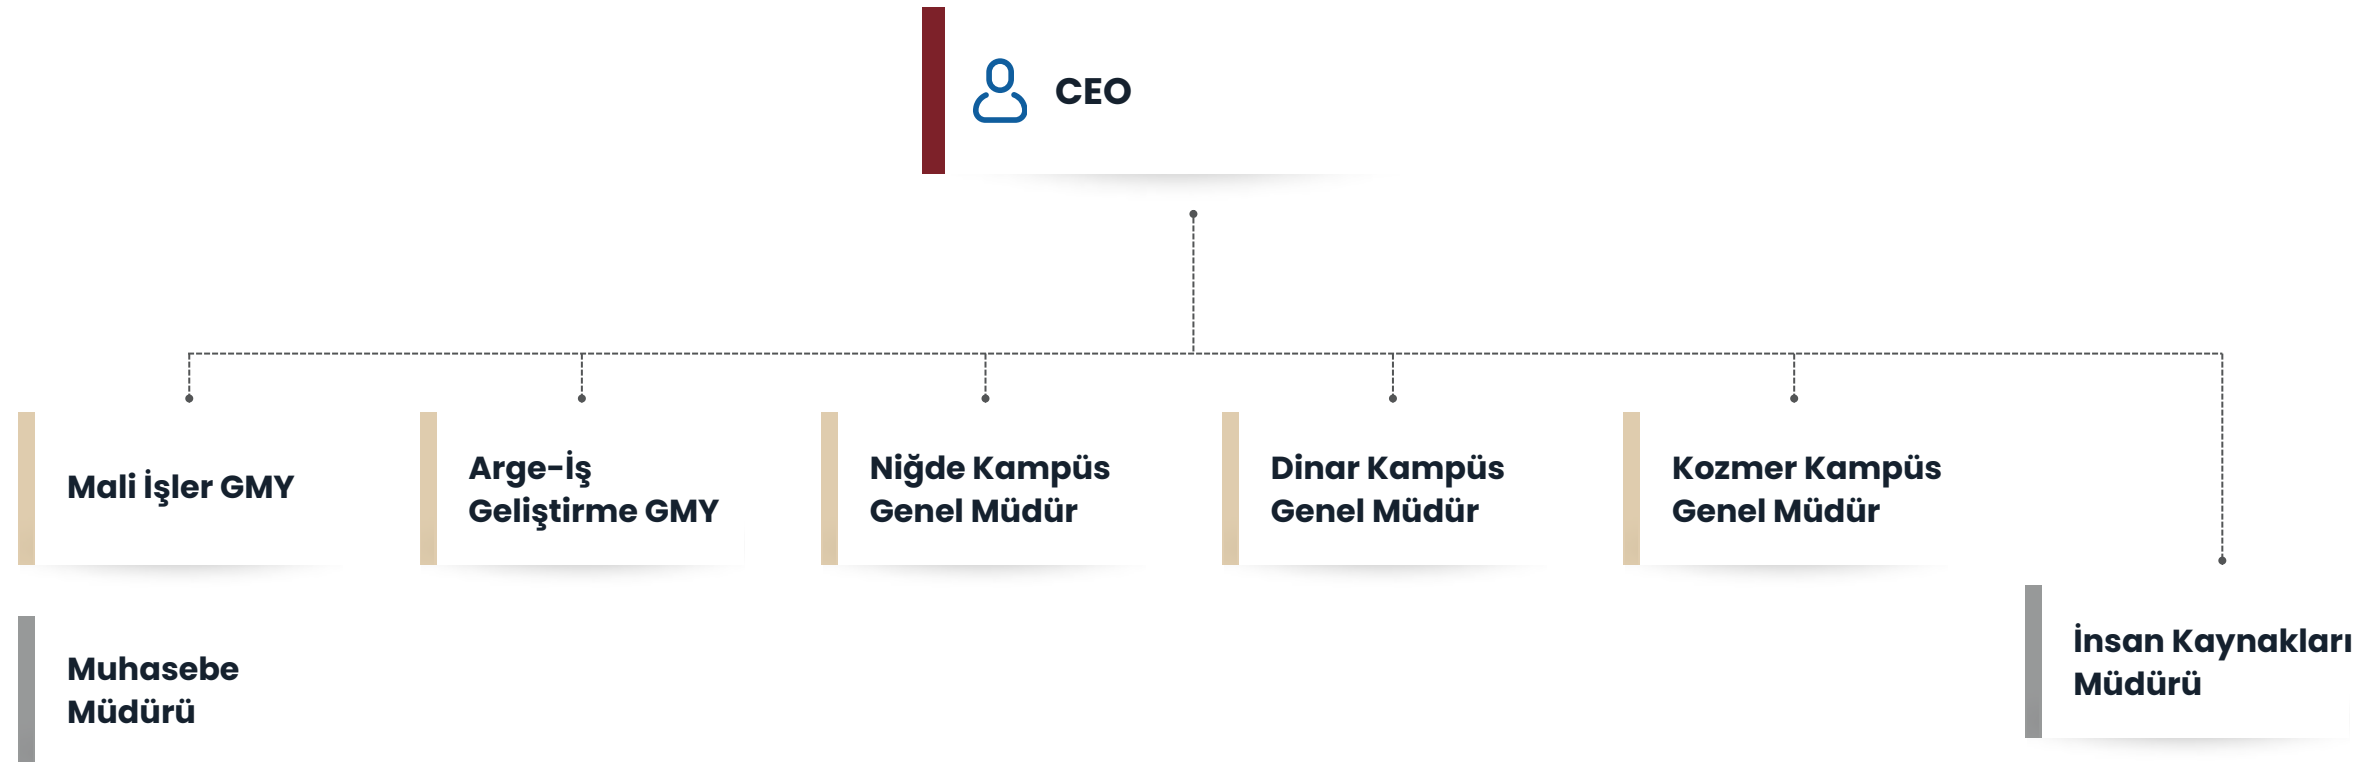 CEO
Mali İşler GMY
Arge-İş
Geliştirme GMY
Niğde Kampüs
Genel Müdür
Dinar Kampüs
Genel Müdür
Kozmer Kampüs
Genel Müdür
Muhasebe
Müdürü
İnsan Kaynakları
Müdürü